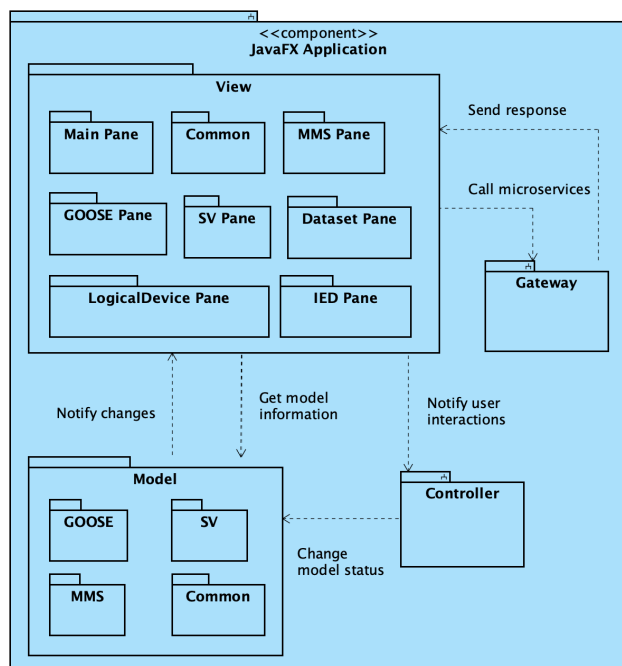 <<component>>
JavaFX Application
View
Main Pane
Common
MMS Pane
GOOSE Pane
SV Pane
Dataset Pane
LogicalDevice Pane
IED Pane
Send response
Call microservices
Gateway
Notify changes
Get model
information
Notify user
interactions
Model
GOOSE
SV
MMS
Common
Controller
Change
model status